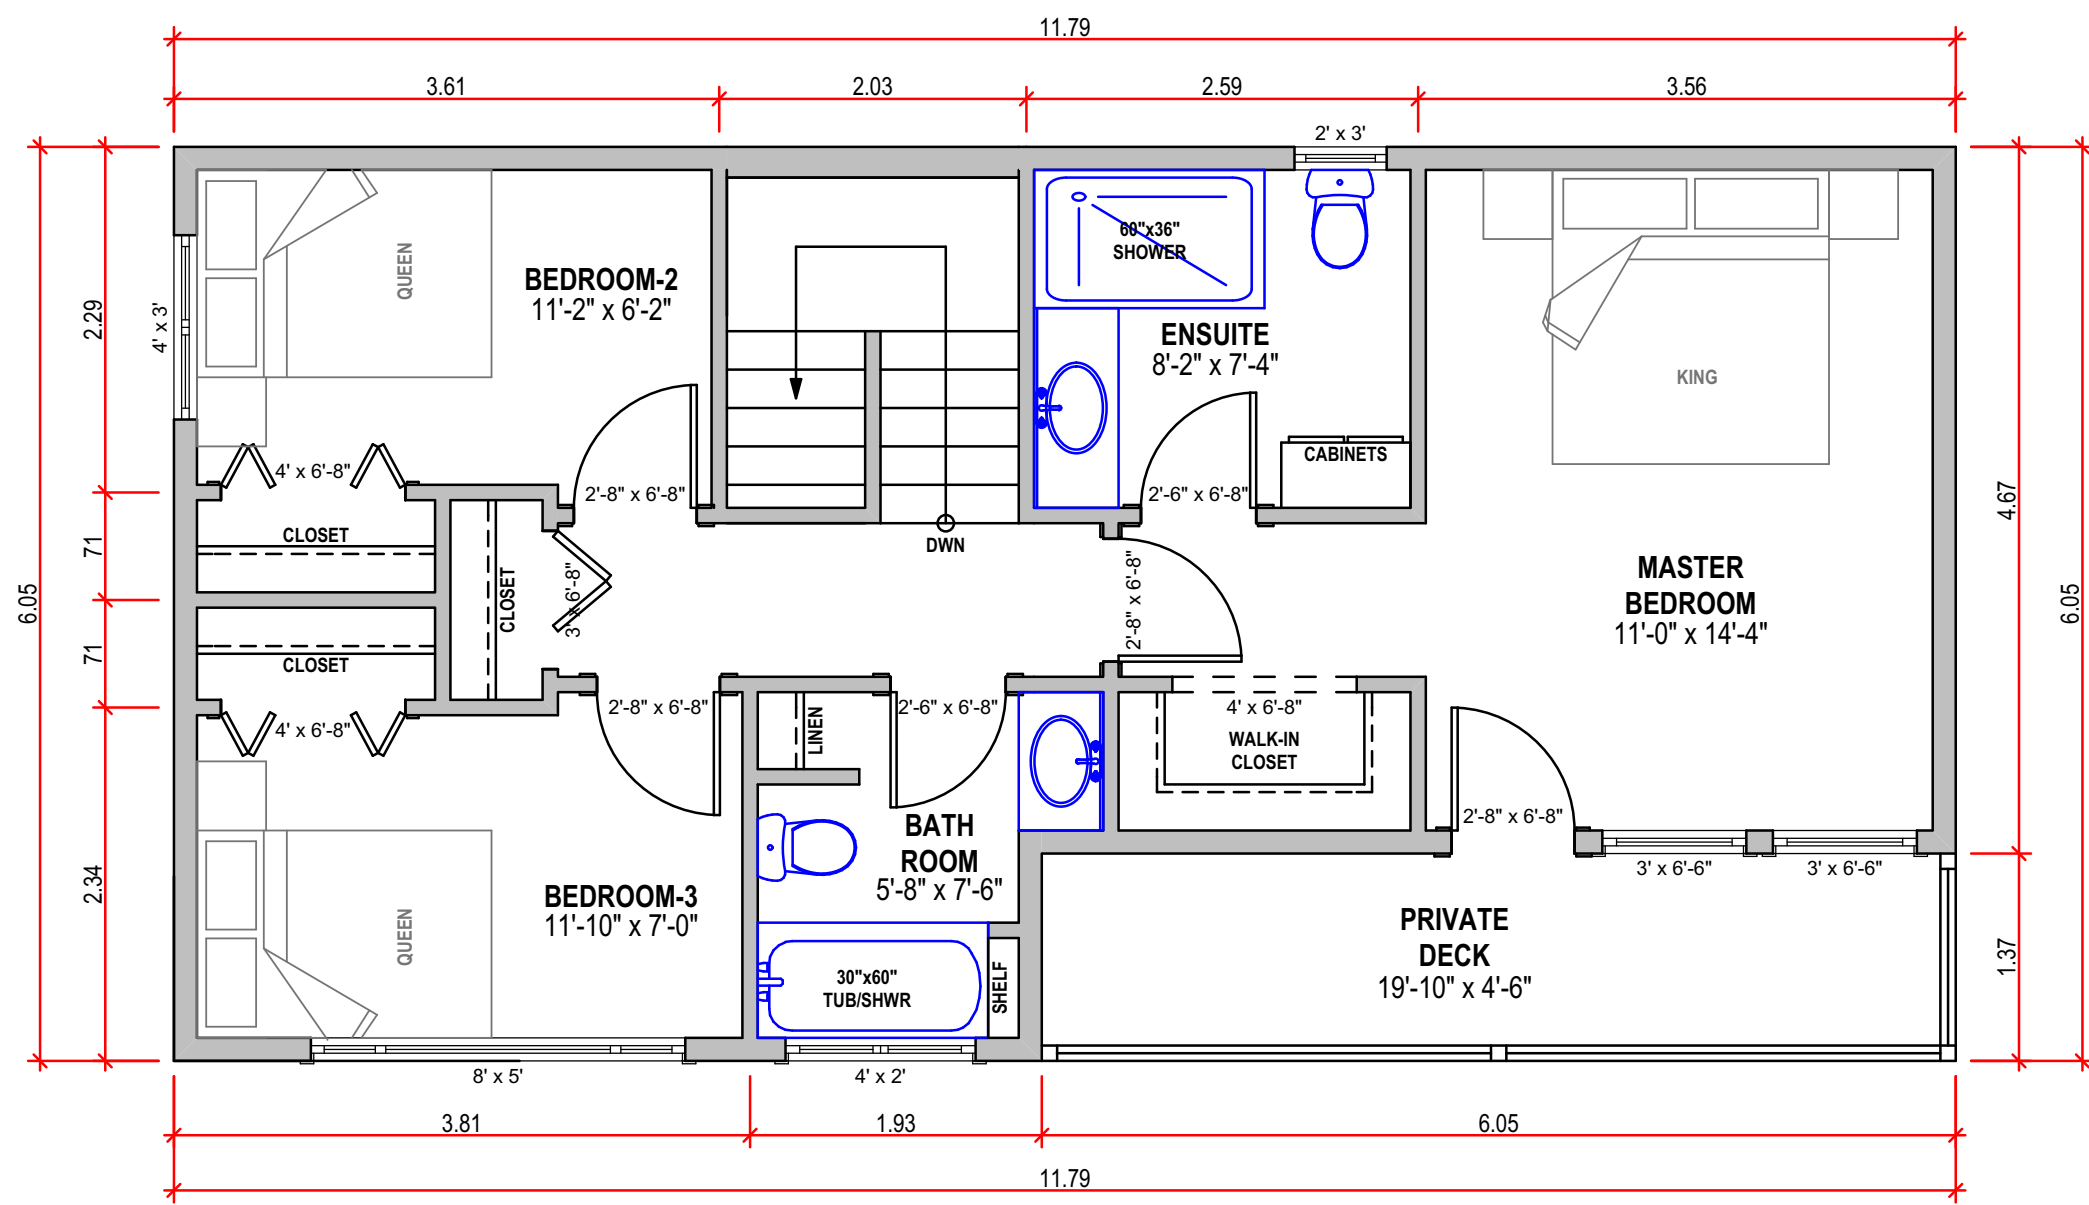 11.79
3.61
2.03
2.59
3.56
2' x 3'
60"x36"
SHOWER
QUEEN
BEDROOM-2
11'-2" x 6'-2"
2.29
4' x 3'
ENSUITE
8'-2" x 7'-4"
KING
CABINETS
4' x 6'-8"
2'-8" x 6'-8"
2'-6" x 6'-8"
4.67
CLOSET
71
DWN
CLOSET
3' x 6'-8"
2'-8" x 6'-8"
MASTER
BEDROOM
11'-0" x 14'-4"
6.05
6.05
71
CLOSET
4' x 6'-8"
2'-8" x 6'-8"
LINEN
2'-6" x 6'-8"
4' x 6'-8"
WALK-IN
CLOSET
2'-8" x 6'-8"
BATH
ROOM
5'-8" x 7'-6"
3' x 6'-6"
3' x 6'-6"
2.34
QUEEN
BEDROOM-3
11'-10" x 7'-0"
PRIVATE
DECK
19'-10" x 4'-6"
1.37
30"x60"
TUB/SHWR
SHELF
8' x 5'
4' x 2'
3.81
1.93
6.05
11.79